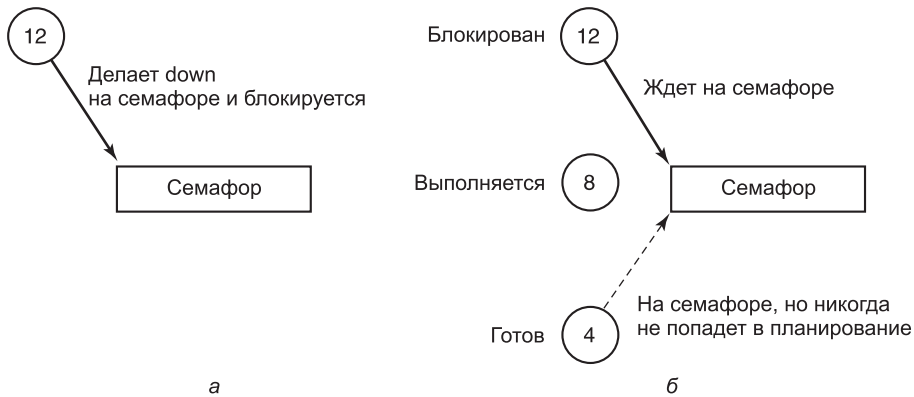 12
Делает down
на семафоре и блокируется
Семафор
а
Блокирован
12
Ждет на семафоре
Выполняется
8
Семафор
Готов
4
На семафоре, но никогда
не попадет в планирование
б